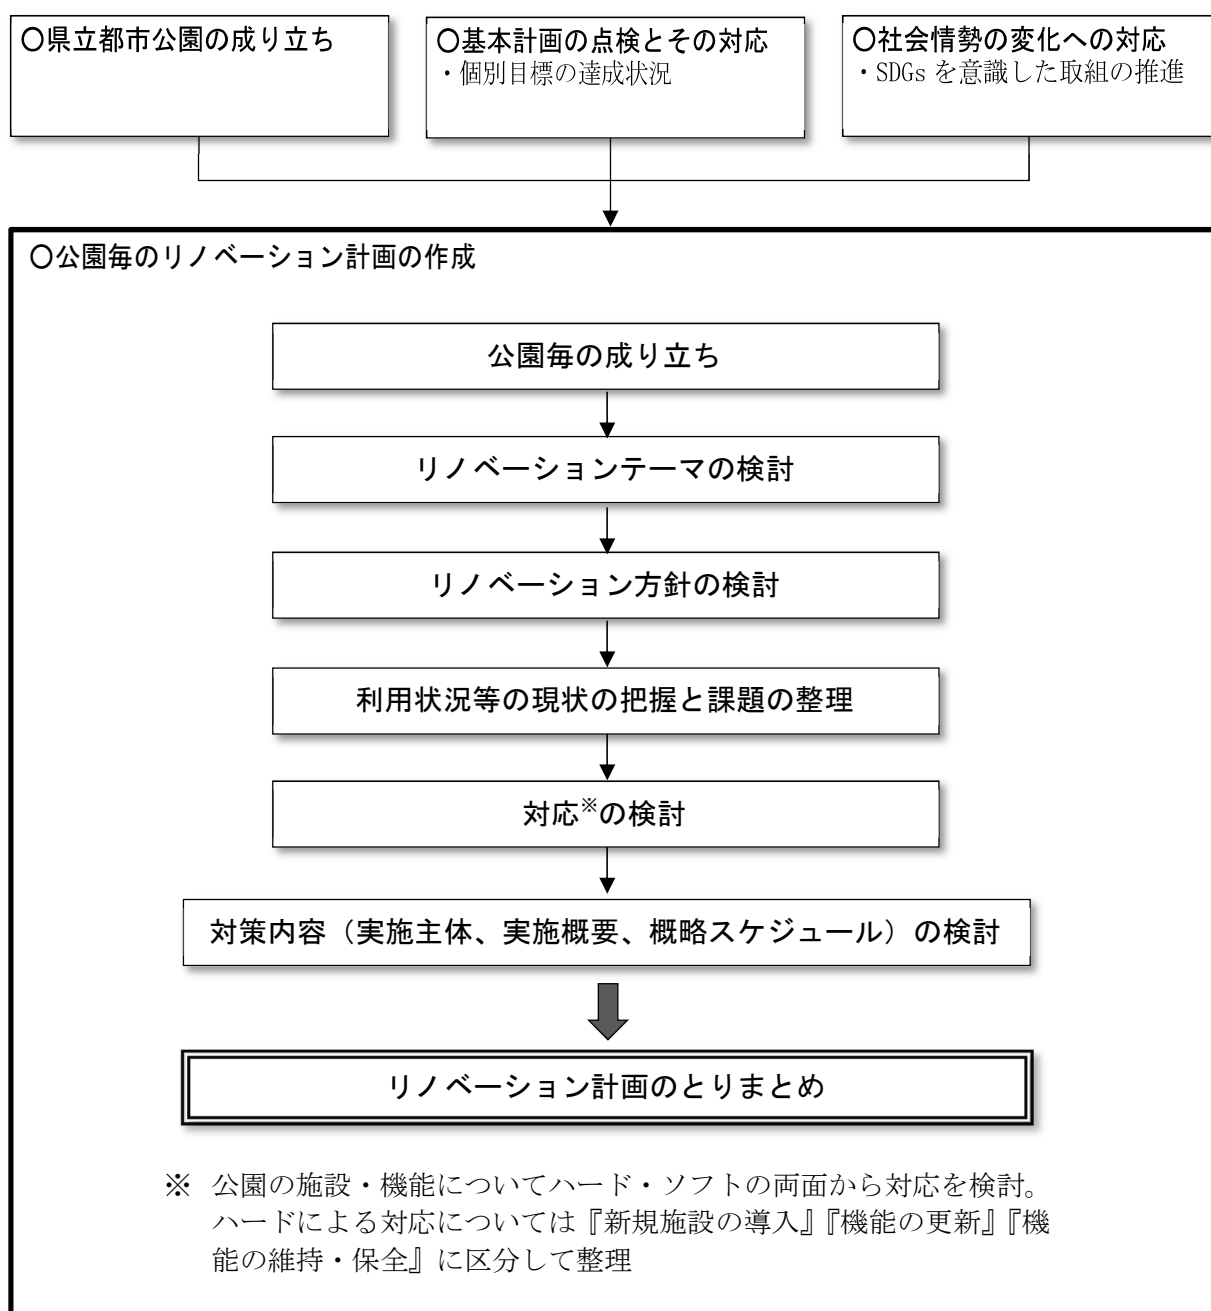 〇県立都市公園の成り立ち
〇基本計画の点検とその対応
・個別目標の達成状況
〇社会情勢の変化への対応
・SDGs を意識した取組の推進
〇公園毎のリノベーション計画の作成
公園毎の成り立ち
リノベーションテーマの検討
リノベーション方針の検討
利用状況等の現状の把握と課題の整理
対応※の検討
対策内容（実施主体、実施概要、概略スケジュール）の検討
リノベーション計画のとりまとめ
※ 公園の施設・機能についてハード・ソフトの両面から対応を検討。
ハードによる対応については『新規施設の導入』『機能の更新』『機
能の維持・保全』に区分して整理